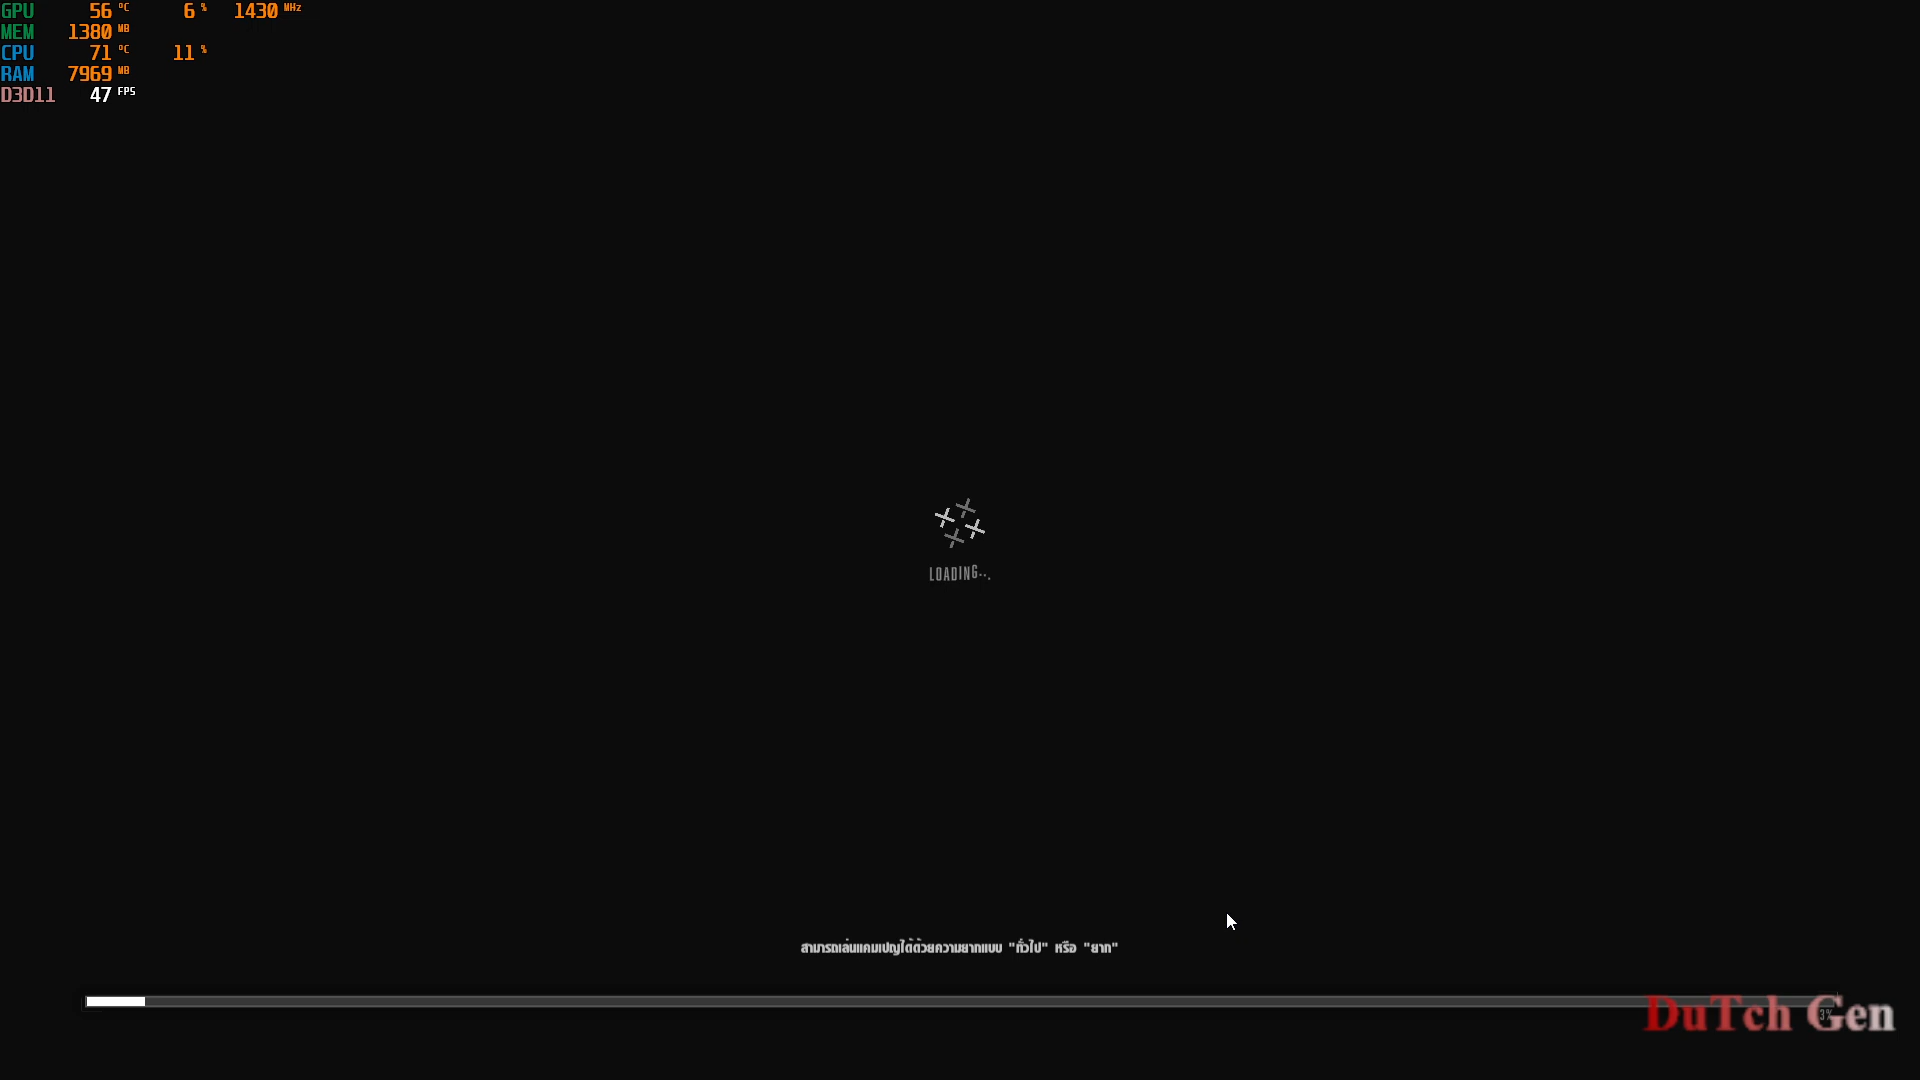 GPU 56 °C 6 % 1430 MHz
MEM 1380 MB
CPU 71 °C 11 %
RAM 7969 MB
D3D11 47 FPS
LOADING...
สามารถเล่นแคมเปญได้ด้วยความยากแบบ "ทั่วไป" หรือ "ยาก"
3%
DuTch Gen